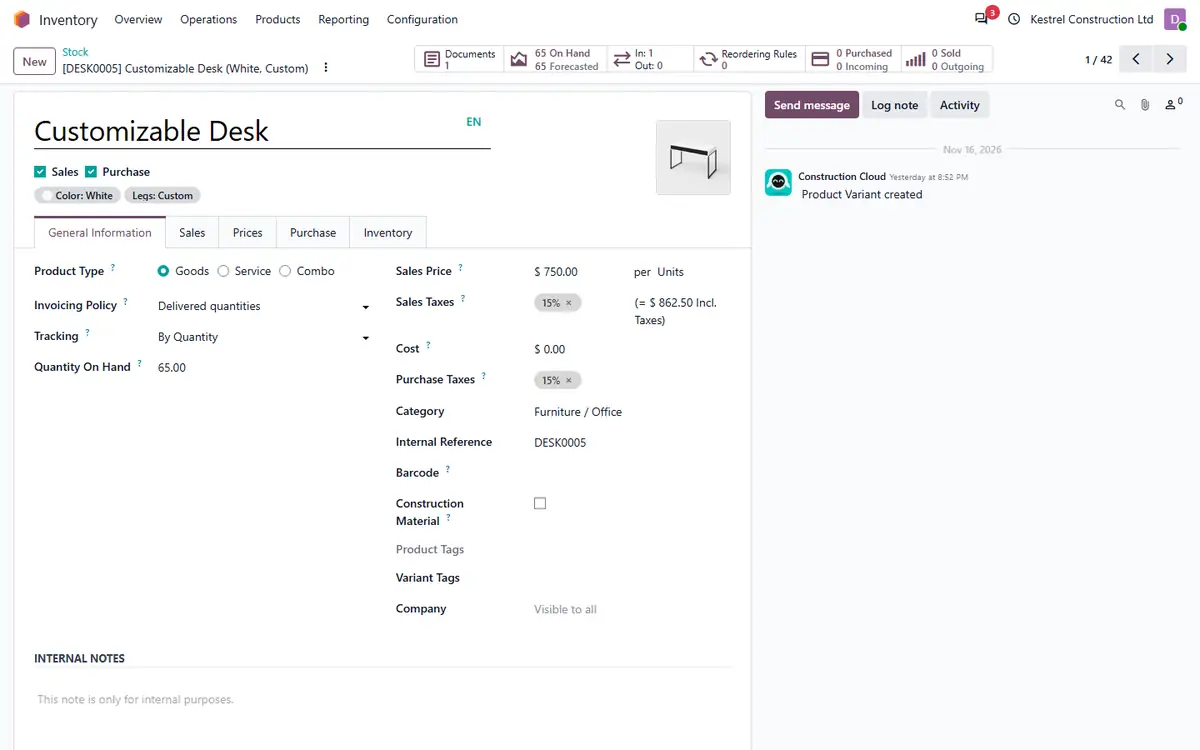 Inventory Overview Operations Products Reporting Configuration 3 Kestrel Construction Ltd D
New Stock
[DESK0005] Customizable Desk (White, Custom)
Documents 1
65 On Hand
65 Forecasted
In: 1
Out: 0
Reordering Rules
0
0 Purchased
0 Incoming
0 Sold
0 Outgoing
1 / 42
Customizable Desk EN
Sales Purchase
Color: White Legs: Custom
General Information Sales Prices Purchase Inventory
Product Type ? Goods Service Combo
Invoicing Policy ? Delivered quantities
Tracking ? By Quantity
Quantity On Hand ? 65.00
Sales Price ? $ 750.00 per Units
Sales Taxes ? 15% × (= $ 862.50 Incl.
Taxes)
Cost ? $ 0.00
Purchase Taxes ? 15% ×
Category Furniture / Office
Internal Reference DESK0005
Barcode ?
Construction
Material ?
Product Tags
Variant Tags
Company Visible to all
INTERNAL NOTES
This note is only for internal purposes.
Send message Log note Activity 0
Nov 16, 2026
Construction Cloud Yesterday at 8:52 PM
Product Variant created